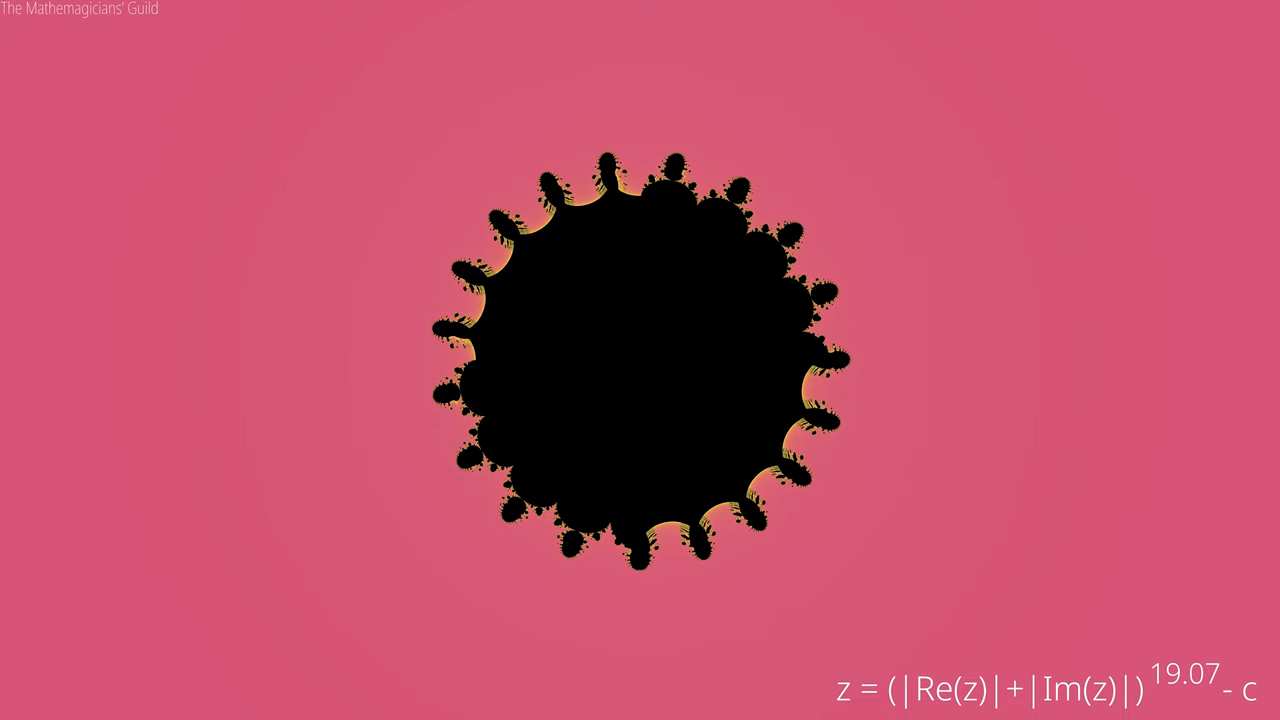 The Mathemagicians' Guild
z = (|Re(z)|+|Im(z)|)^19.07 - c